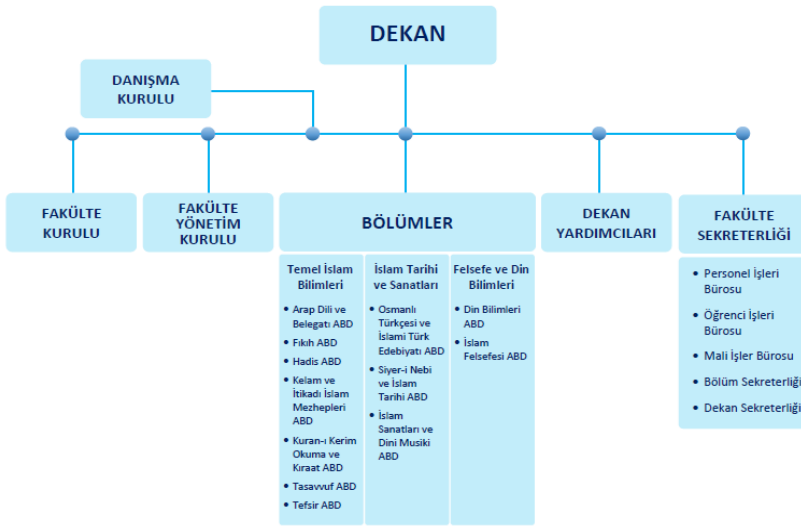 DEKAN
DANIŞMA
KURULU
FAKÜLTE
KURULU
FAKÜLTE
YÖNETİM
KURULU
BÖLÜMLER
DEKAN
YARDIMCILARI
FAKÜLTE
SEKRETERLİĞİ
Temel İslam
Bilimleri
• Arap Dili ve
Belegatı ABD
• Fıkıh ABD
• Hadis ABD
• Kelam ve
İtikadı İslam
Mezhepleri
ABD
• Kuran-ı Kerim
Okuma ve
Kıraat ABD
• Tasavvuf ABD
• Tefsir ABD
İslam Tarihi
ve Sanatları
• Osmanlı
Türkçesi ve
İslami Türk
Edebiyatı ABD
• Siyer-i Nebi
ve İslam
Tarihi ABD
• İslam
Sanatları ve
Dini Musiki
ABD
Felsefe ve Din
Bilimleri
• Din Bilimleri
ABD
• İslam
Felsefesi ABD
• Personel İşleri
Bürosu
• Öğrenci İşleri
Bürosu
• Mali İşler Bürosu
• Bölüm Sekreterliği
• Dekan Sekreterliği